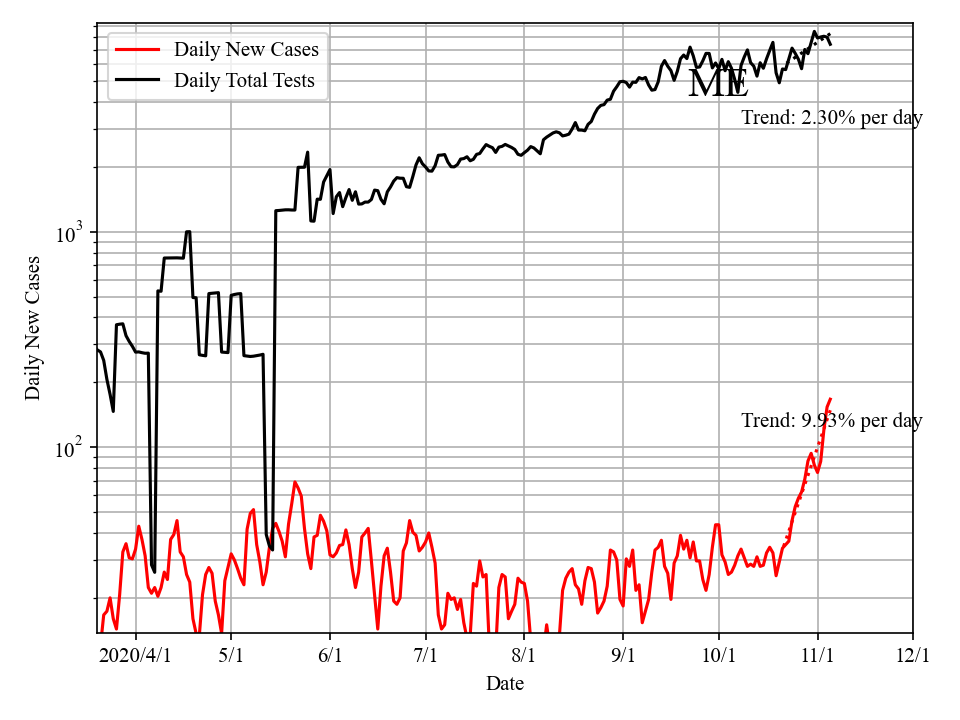 Daily New Cases
Daily Total Tests
ME
Trend: 2.30% per day
Trend: 9.93% per day
10³
10²
Daily New Cases
2020/4/1 5/1 6/1 7/1 8/1 9/1 10/1 11/1 12/1
Date